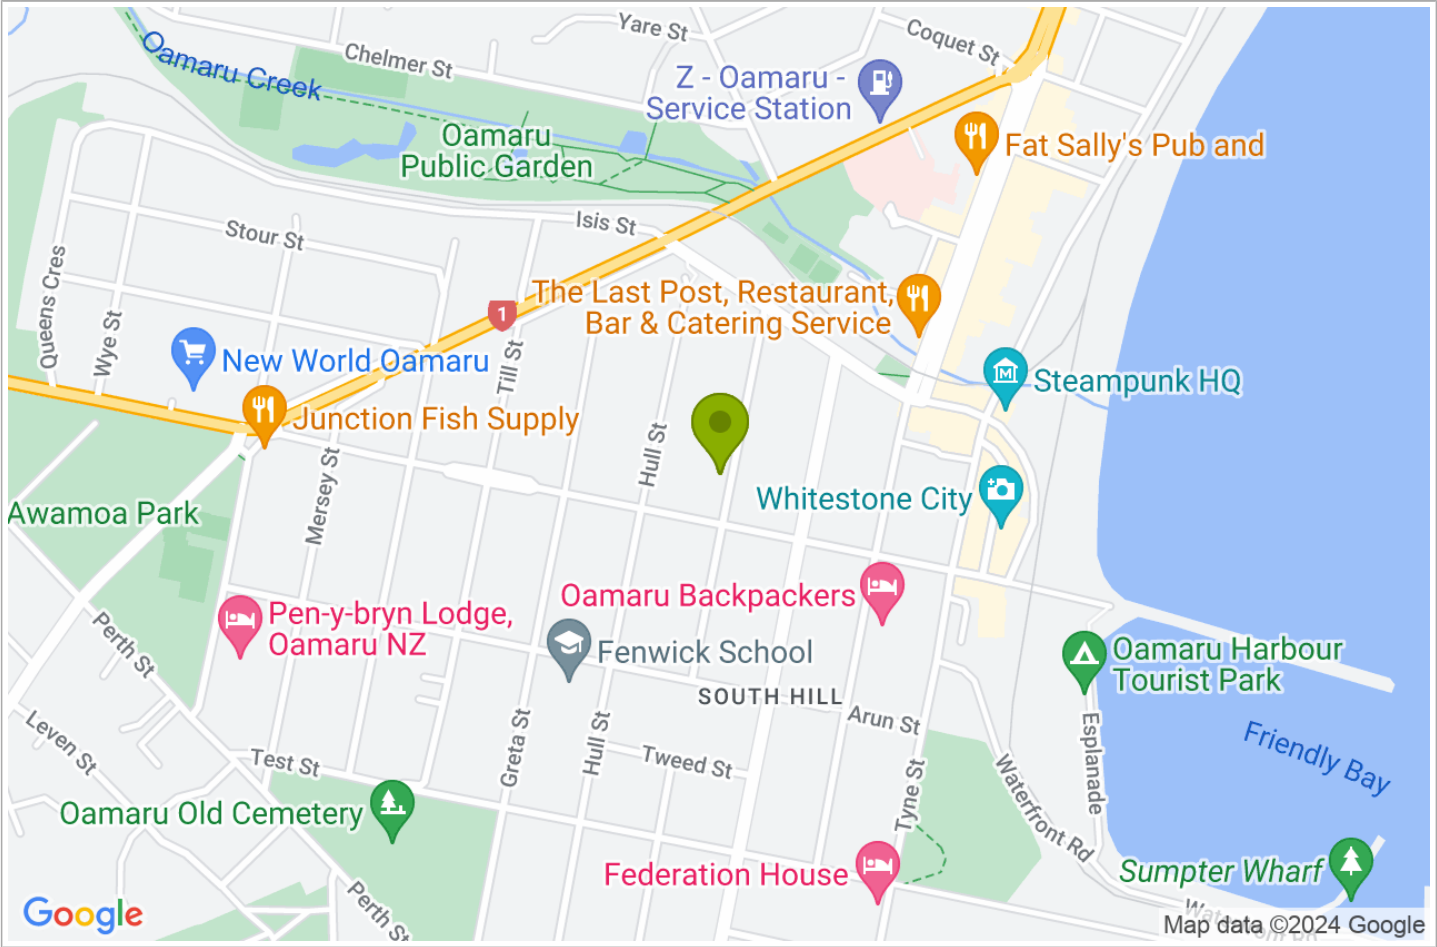 Yare St
Coquet St
Oamaru Creek
Chelmer St
Z - Oamaru -
Service Station
Oamaru
Public Garden
Fat Sally's Pub and
Isis St
Stour St
Queens Cres
Wye St
The Last Post, Restaurant,
Bar & Catering Service
1
New World Oamaru
Till St
Steampunk HQ
Junction Fish Supply
Hull St
Mersey St
Whitestone City
Awamoa Park
Oamaru Backpackers
Pen-y-bryn Lodge,
Oamaru NZ
Perth St
Fenwick School
Oamaru Harbour
Tourist Park
SOUTH HILL
Arun St
Leven St
Greta St
Hull St
Tweed St
Test St
Esplanade
Friendly Bay
Tyne St
Waterfront Rd
Oamaru Old Cemetery
Federation House
Sumpter Wharf
Perth St
Google
Map data ©2024 Google